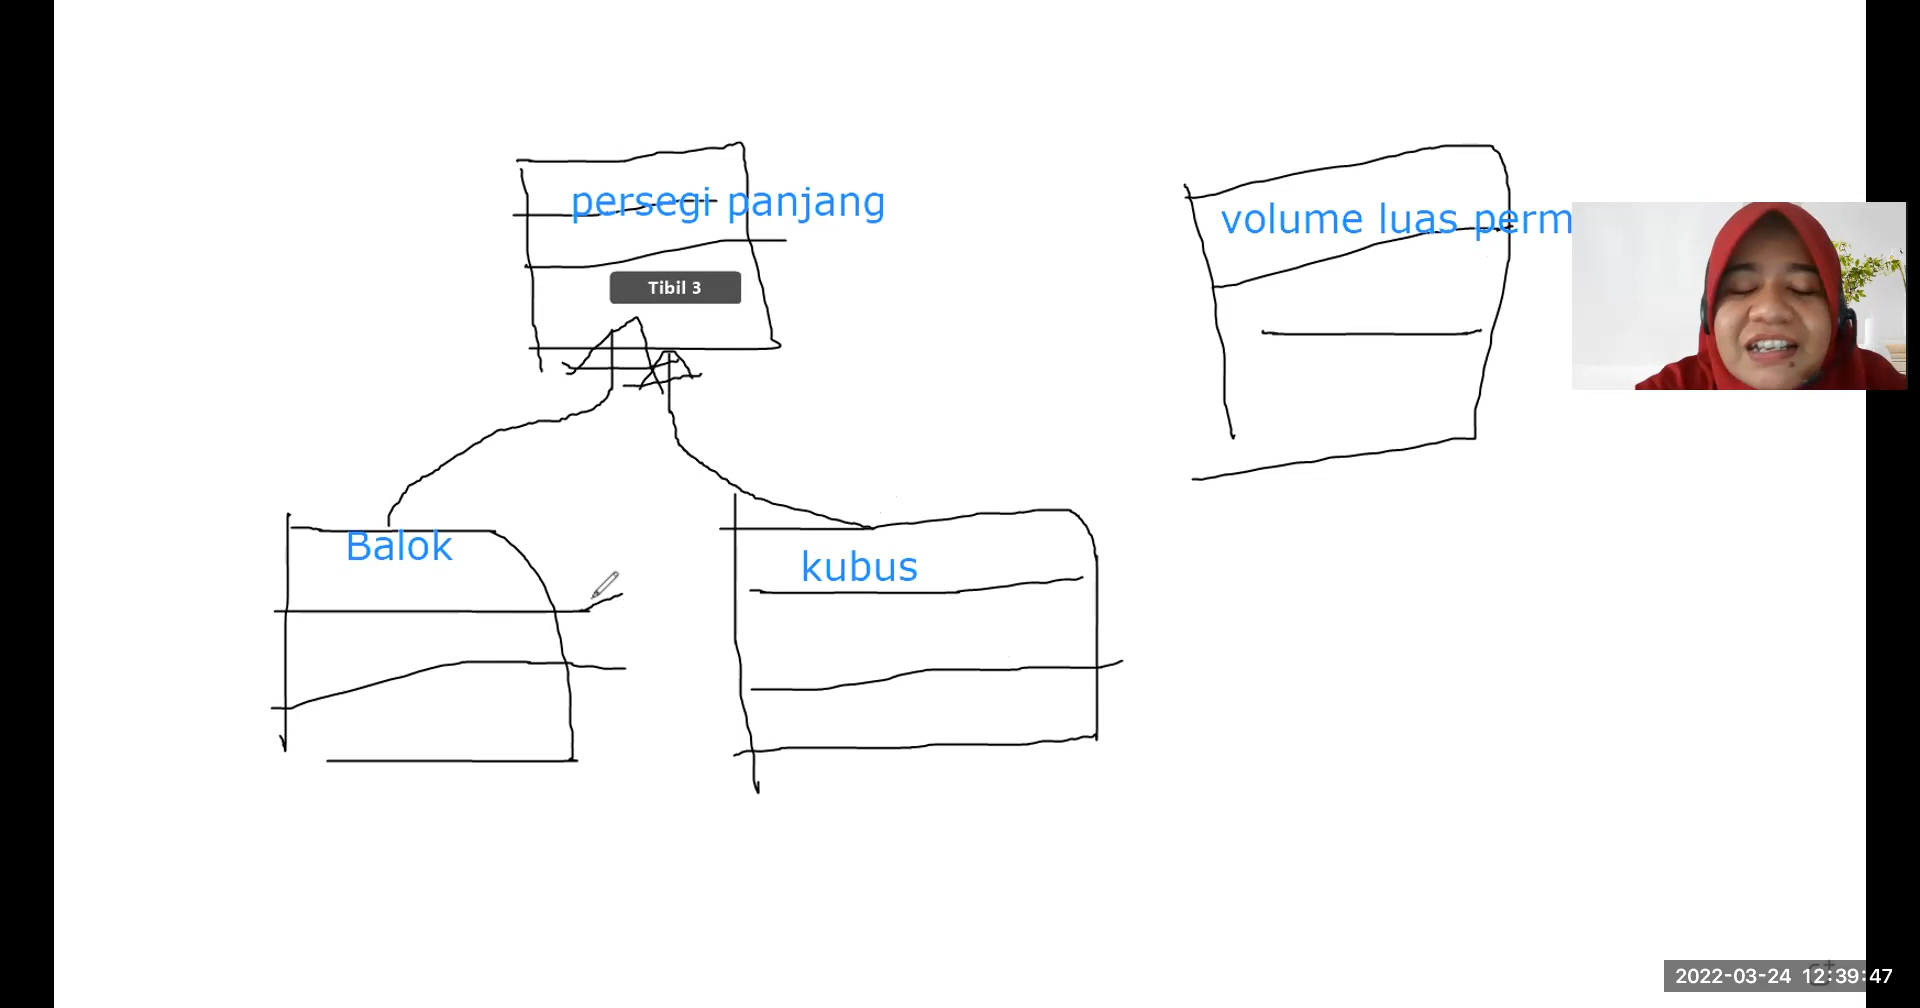 persegi panjang
volume luas perm
Tibil 3
Balok
kubus
2022-03-24 12:39:47